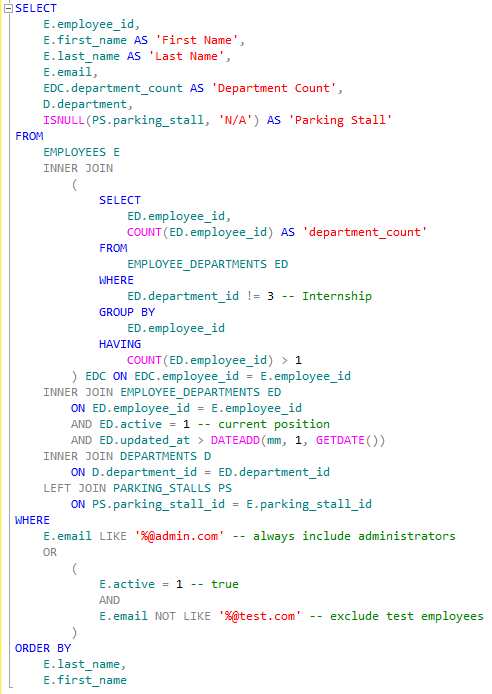 SELECT
    E.employee_id,
    E.first_name AS 'First Name',
    E.last_name AS 'Last Name',
    E.email,
    EDC.department_count AS 'Department Count',
    D.department,
    ISNULL(PS.parking_stall, 'N/A') AS 'Parking Stall'
FROM
    EMPLOYEES E
    INNER JOIN
        (
            SELECT
                ED.employee_id,
                COUNT(ED.employee_id) AS 'department_count'
            FROM
                EMPLOYEE_DEPARTMENTS ED
            WHERE
                ED.department_id != 3 -- Internship
            GROUP BY
                ED.employee_id
            HAVING
                COUNT(ED.employee_id) > 1
        ) EDC ON EDC.employee_id = E.employee_id
    INNER JOIN EMPLOYEE_DEPARTMENTS ED
        ON ED.employee_id = E.employee_id
        AND ED.active = 1 -- current position
        AND ED.updated_at > DATEADD(mm, 1, GETDATE())
    INNER JOIN DEPARTMENTS D
        ON D.department_id = ED.department_id
    LEFT JOIN PARKING_STALLS PS
        ON PS.parking_stall_id = E.parking_stall_id
WHERE
    E.email LIKE '%@admin.com' -- always include administrators
    OR
        (
            E.active = 1 -- true
            AND
            E.email NOT LIKE '%@test.com' -- exclude test employees
        )
ORDER BY
    E.last_name,
    E.first_name